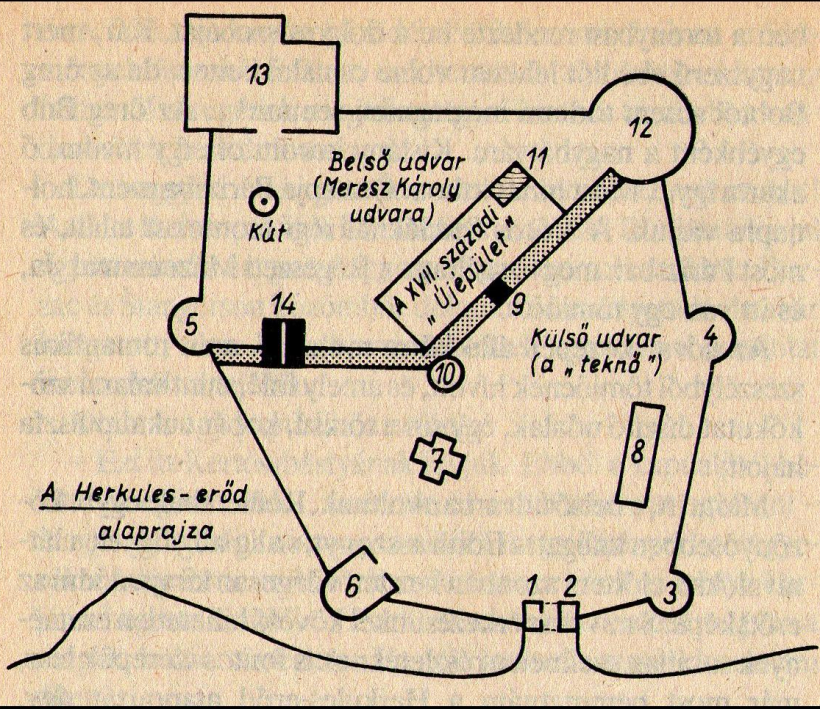 13
12
Belső udvar
(Merész Károly
udvara)
11
Kút
A XVII. századi
„Újépület"
14
9
5
Külső udvar
(a „teknő")
4
10
7
8
A Herkules-erőd
alaprajza
6
1 2
3